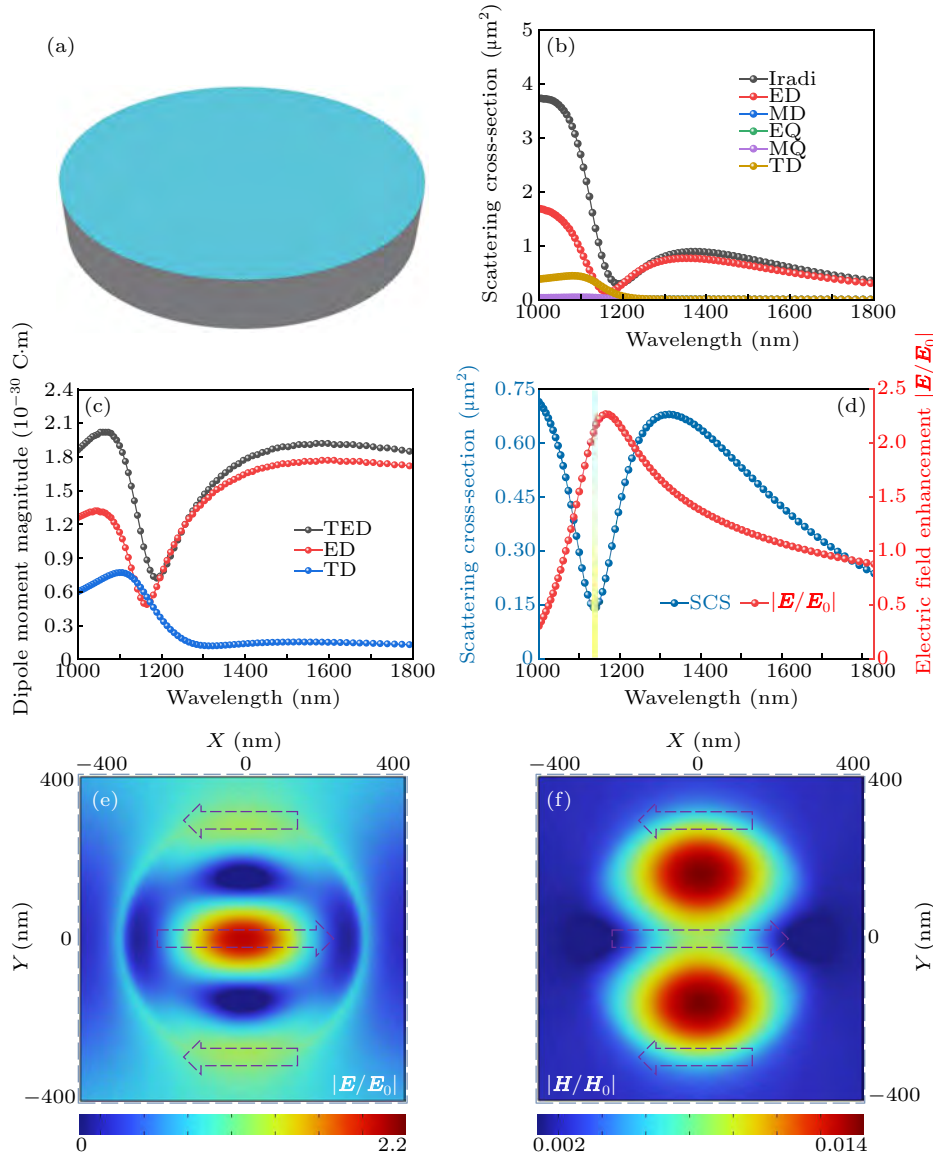 (a)
(b)
Scattering cross-section (μm²)
5
4
3
2
1
0
Iradi
ED
MD
EQ
MQ
TD
1000 1200 1400 1600 1800
Wavelength (nm)
(c)
Dipole moment magnitude (10⁻³⁰ C·m)
2.4
2.1
1.8
1.5
1.2
0.9
0.6
0.3
0
TED
ED
TD
1000 1200 1400 1600 1800
Wavelength (nm)
(d)
Scattering cross-section (μm²)
0.75
0.60
0.45
0.30
0.15
0
SCS |E/E₀|
Electric field enhancement |E/E₀|
2.5
2.0
1.5
1.0
0.5
0
1000 1200 1400 1600 1800
Wavelength (nm)
X (nm)
−400 0 400
(e)
400
0
−400
Y (nm)
|E/E₀|
0 2.2
X (nm)
−400 0 400
(f)
400
0
−400
Y (nm)
|H/H₀|
0.002 0.014